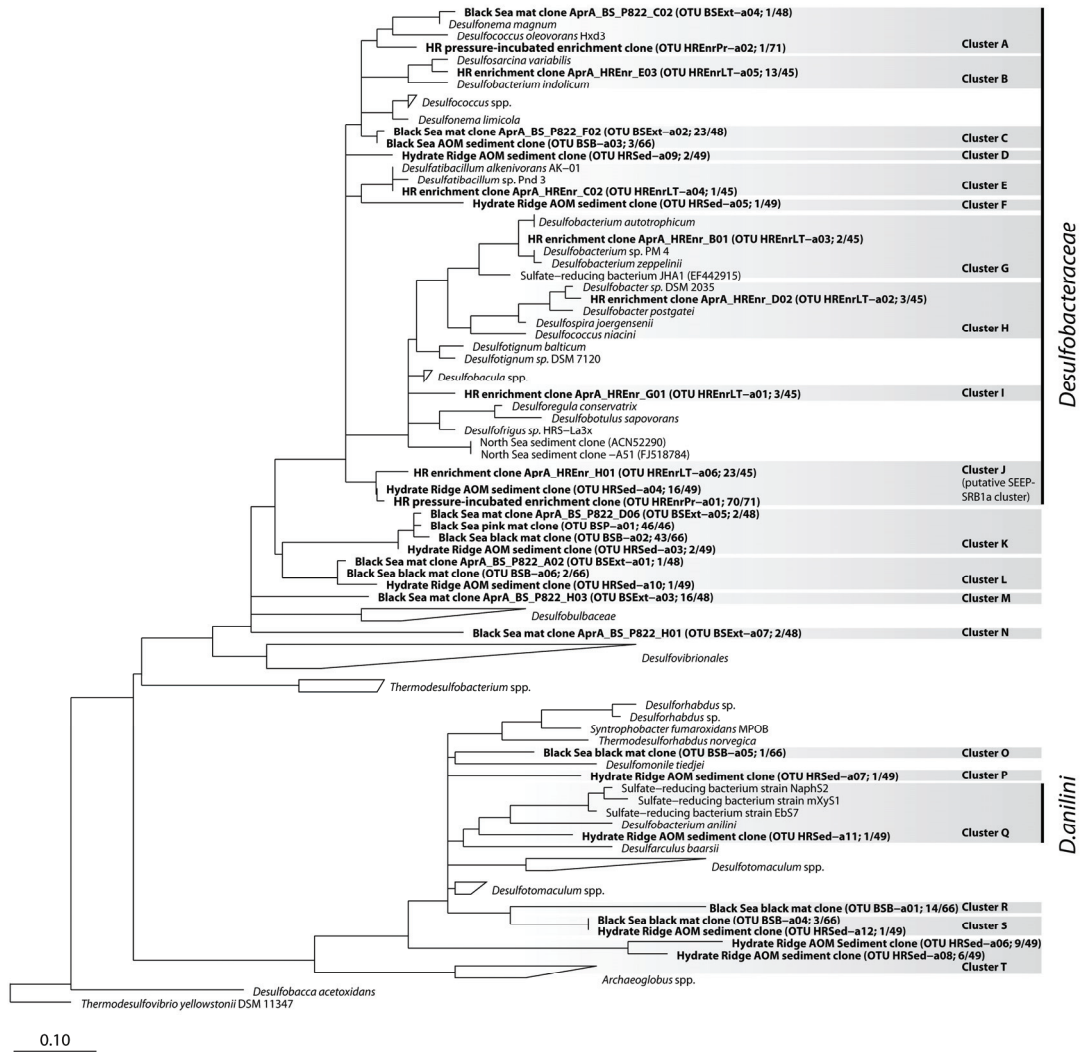 Black Sea mat clone AprA_BS_P822_C02 (OTU BSExt−a04; 1/48)
Desulfonema magnum
Desulfococcus oleovorans Hxd3
HR pressure-incubated enrichment clone (OTU HREnrPr−a02; 1/71)
Cluster A
Desulfosarcina variabilis
HR enrichment clone AprA_HREnr_E03 (OTU HREnrLT−a05; 13/45)
Cluster B
Desulfobacterium indolicum
Desulfococcus spp.
Desulfonema limicola
Black Sea mat clone AprA_BS_P822_F02 (OTU BSExt−a02; 23/48)
Cluster C
Black Sea AOM sediment clone (OTU BSB−a03; 3/66)
Hydrate Ridge AOM sediment clone (OTU HRSed−a09; 2/49)
Cluster D
Desulfatibacillum alkenivorans AK−01
Desulfatibacillum sp. Pnd 3
Cluster E
HR enrichment clone AprA_HREnr_C02 (OTU HREnrLT−a04; 1/45)
Hydrate Ridge AOM sediment clone (OTU HRSed−a05; 1/49)
Cluster F
Desulfobacterium autotrophicum
HR enrichment clone AprA_HREnr_B01 (OTU HREnrLT−a03; 2/45)
Desulfobacterium sp. PM 4
Desulfobacterium zeppelinii
Cluster G
Sulfate−reducing bacterium JHA1 (EF442915)
Desulfobacter sp. DSM 2035
HR enrichment clone AprA_HREnr_D02 (OTU HREnrLT−a02; 3/45)
Desulfobacter postgatei
Desulfospira joergensenii
Cluster H
Desulfococcus niacini
Desulfotignum balticum
Desulfotignum sp. DSM 7120
Desulfobacula spp.
HR enrichment clone AprA_HREnr_G01 (OTU HREnrLT−a01; 3/45)
Cluster I
Desulforegula conservatrix
Desulfobotulus sapovorans
Desulfofrigus sp. HRS−La3x
North Sea sediment clone (ACN52290)
North Sea sediment clone −A51 (FJ518784)
Desulfobacteraceae
HR enrichment clone AprA_HREnr_H01 (OTU HREnrLT−a06; 23/45)
Cluster J
(putative SEEP-
SRB1a cluster)
Hydrate Ridge AOM sediment clone (OTU HRSed−a04; 16/49)
HR pressure−incubated enrichment clone (OTU HREnrPr−a01; 70/71)
Black Sea mat clone AprA_BS_P822_D06 (OTU BSExt−a05; 2/48)
Black Sea pink mat clone (OTU BSP−a01; 46/46)
Black Sea black mat clone (OTU BSB−a02; 43/66)
Cluster K
Hydrate Ridge AOM sediment clone (OTU HRSed−a03; 2/49)
Black Sea mat clone AprA_BS_P822_A02 (OTU BSExt−a01; 1/48)
Black Sea black mat clone (OTU BSB−a06; 2/66)
Cluster L
Hydrate Ridge AOM sediment clone (OTU HRSed−a10; 1/49)
Black Sea mat clone AprA_BS_P822_H03 (OTU BSExt−a03; 16/48)
Cluster M
Desulfobulbaceae
Black Sea mat clone AprA_BS_P822_H01 (OTU BSExt−a07; 2/48)
Cluster N
Desulfovibrionales
Thermodesulfobacterium spp.
Desulforhabdus sp.
Desulforhabdus sp.
Syntrophobacter fumaroxidans MPOB
Thermodesulforhabdus norvegica
Black Sea black mat clone (OTU BSB−a05; 1/66)
Cluster O
Desulfomonile tiedjei
Hydrate Ridge AOM sediment clone (OTU HRSed−a07; 1/49)
Cluster P
Sulfate−reducing bacterium strain NaphS2
Sulfate−reducing bacterium strain mXyS1
Sulfate−reducing bacterium strain EbS7
Desulfobacterium anilini
Hydrate Ridge AOM sediment clone (OTU HRSed−a11; 1/49)
Cluster Q
D.anilini
Desulfarculus baarsii
Desulfotomaculum spp.
Desulfotomaculum spp.
Black Sea black mat clone (OTU BSB−a01; 14/66)
Cluster R
Black Sea black mat clone (OTU BSB−a04; 3/66)
Cluster S
Hydrate Ridge AOM sediment clone (OTU HRSed−a12; 1/49)
Hydrate Ridge AOM Sediment clone (OTU HRSed−a06; 9/49)
Hydrate Ridge AOM sediment clone (OTU HRSed−a08; 6/49)
Cluster T
Archaeoglobus spp.
Desulfobacca acetoxidans
Thermodesulfovibrio yellowstonii DSM 11347
0.10